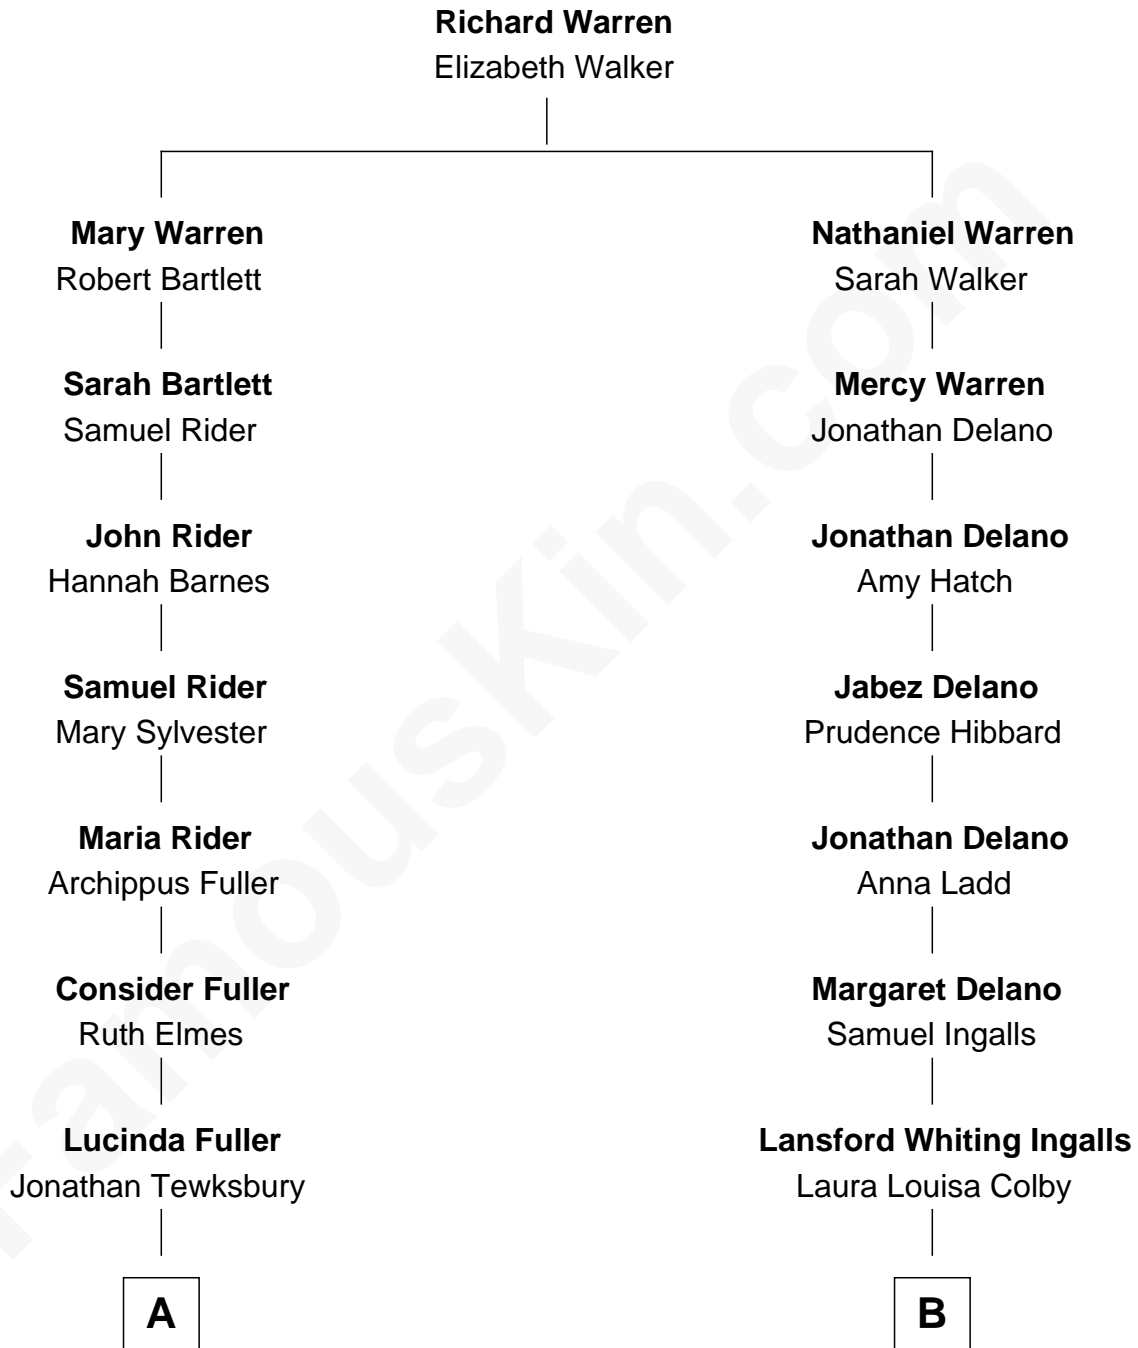 Richard Warren
Elizabeth Walker
Mary Warren
Robert Bartlett
Nathaniel Warren
Sarah Walker
Sarah Bartlett
Samuel Rider
Mercy Warren
Jonathan Delano
John Rider
Hannah Barnes
Jonathan Delano
Amy Hatch
Samuel Rider
Mary Sylvester
Jabez Delano
Prudence Hibbard
Maria Rider
Archippus Fuller
Jonathan Delano
Anna Ladd
Consider Fuller
Ruth Elmes
Margaret Delano
Samuel Ingalls
Lucinda Fuller
Jonathan Tewksbury
Lansford Whiting Ingalls
Laura Louisa Colby
A
B
FamousKin.com